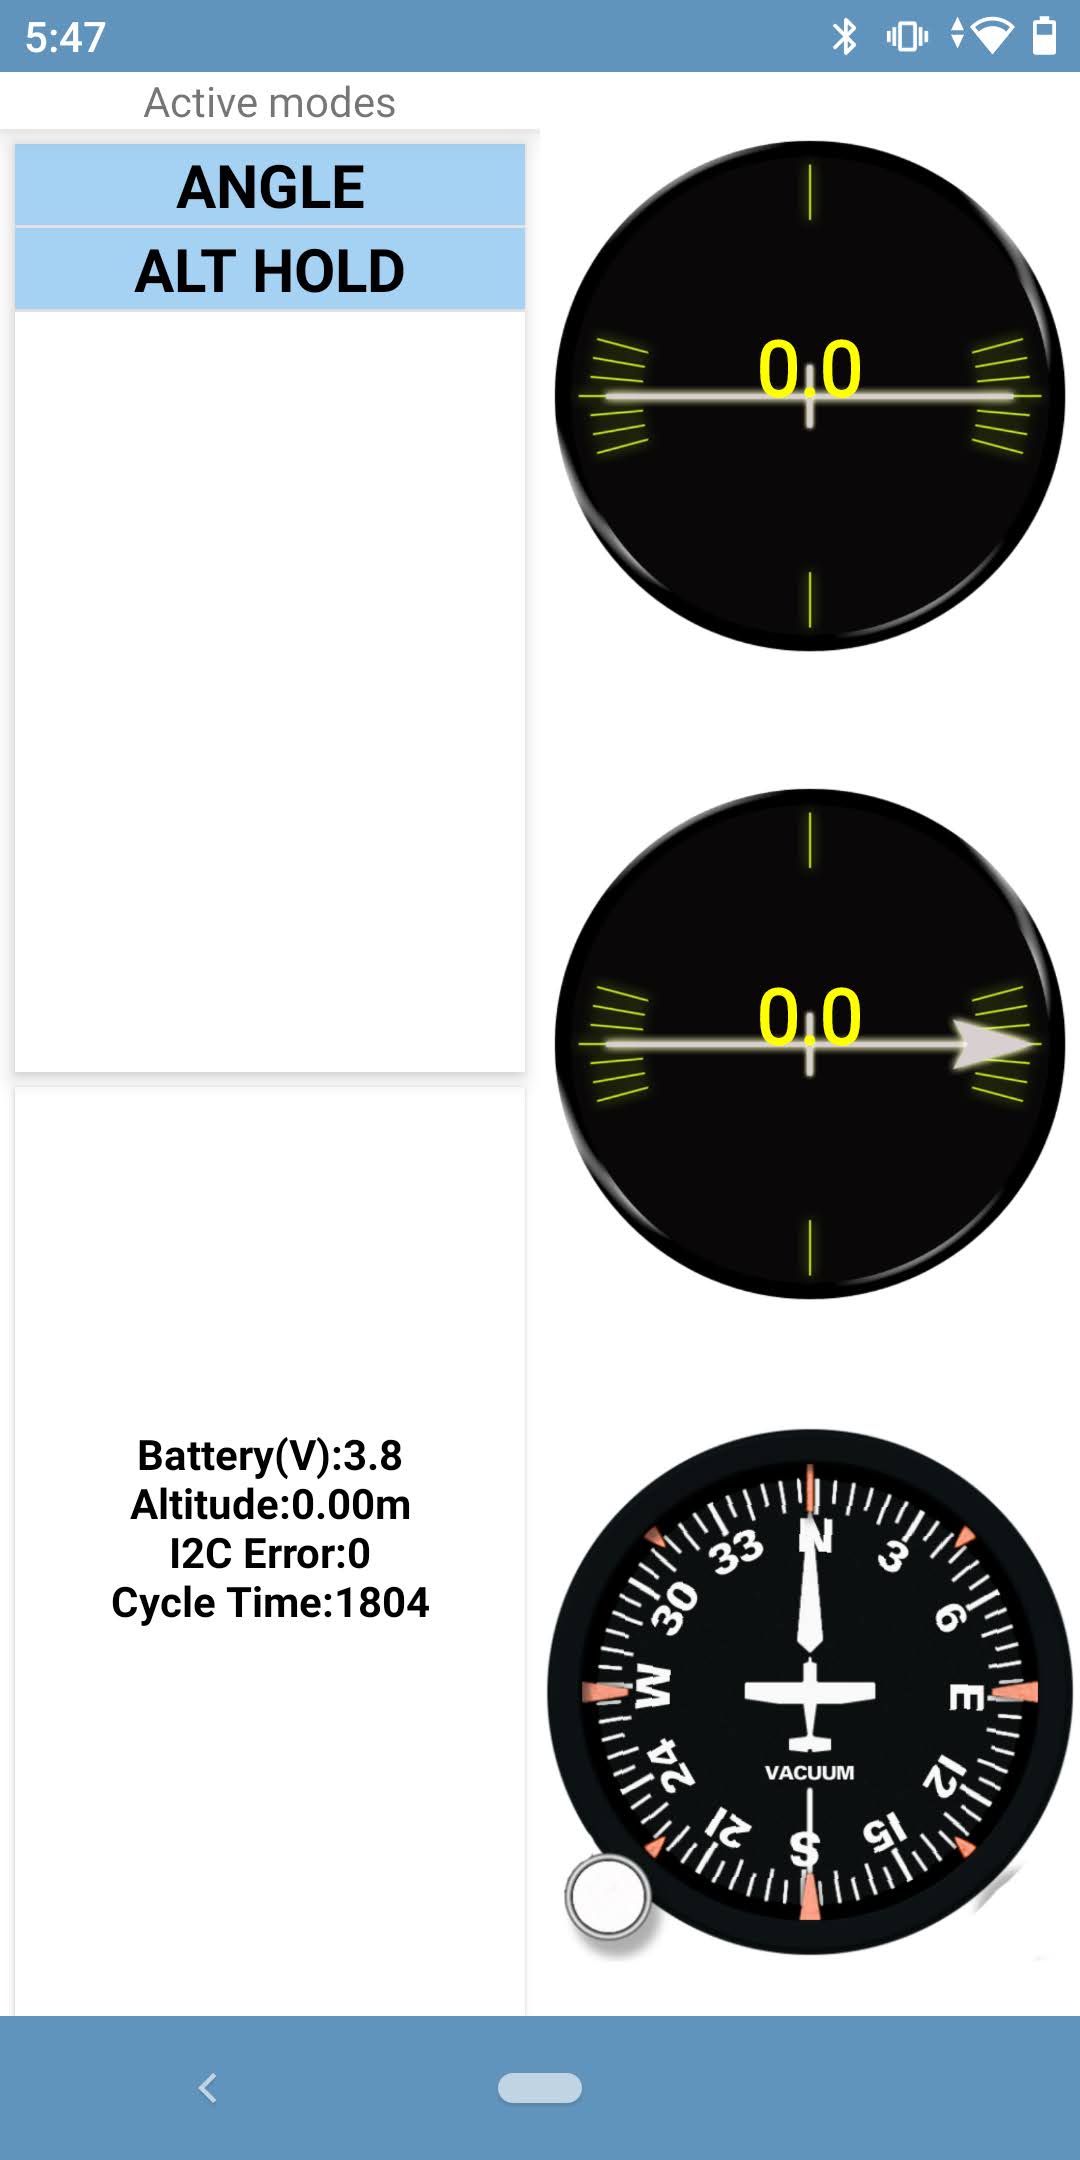 5:47
Active modes
ANGLE
ALT HOLD
0.0
0.0
Battery(V):3.8
Altitude:0.00m
I2C Error:0
Cycle Time:1804
N
3
6
E
12
15
S
21
24
W
30
33
VACUUM